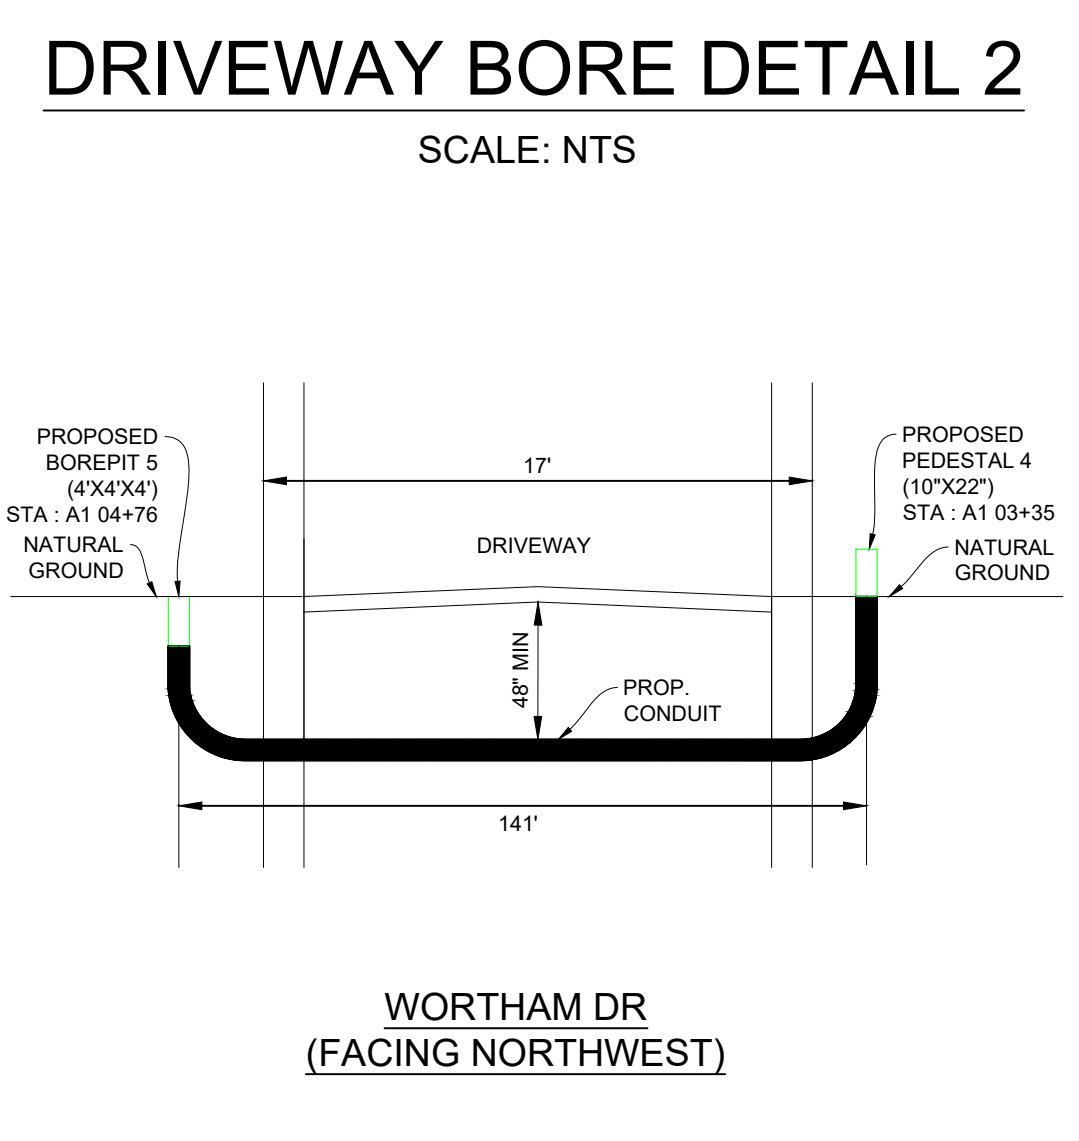 DRIVEWAY BORE DETAIL 2
SCALE: NTS
PROPOSED
BOREPIT 5
(4'X4'X4')
STA : A1 04+76
NATURAL
GROUND
17'
DRIVEWAY
PROPOSED
PEDESTAL 4
(10"X22")
STA : A1 03+35
NATURAL
GROUND
48" MIN
PROP.
CONDUIT
141'
WORTHAM DR
(FACING NORTHWEST)